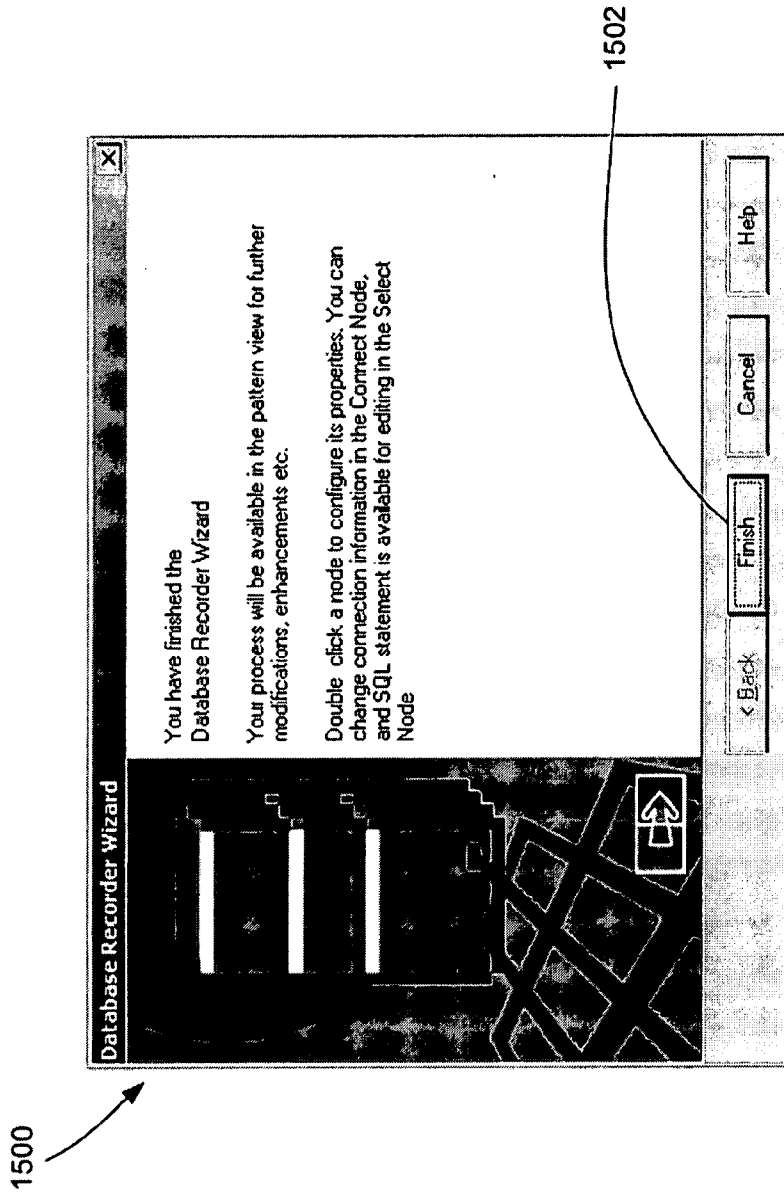 1500
Database Recorder Wizard
You have finished the
Database Recorder Wizard
Your process will be available in the pattern view for further
modifications, enhancements etc.
Double click a node to configure its properties. You can
change connection information in the Connect Node,
and SQL statement is available for editing in the Select
Node
< Back
Finish
Cancel
Help
1502